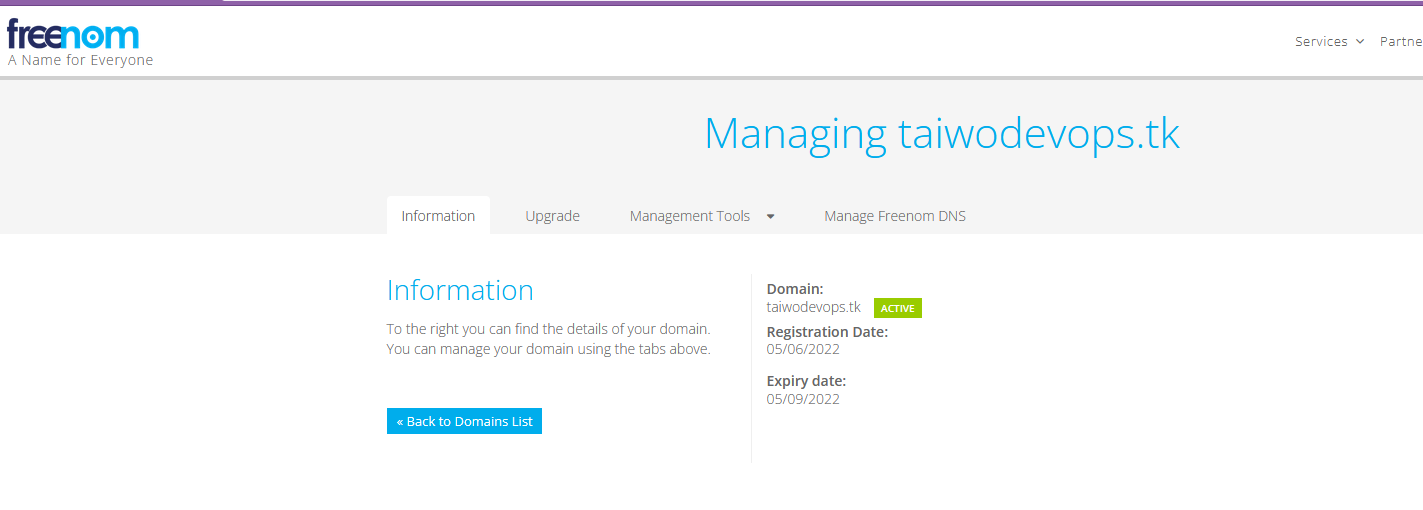 freenom
A Name for Everyone
Services
Partne
Managing taiwodevops.tk
Information
Upgrade
Management Tools
Manage Freenom DNS
Information
To the right you can find the details of your domain.
You can manage your domain using the tabs above.
« Back to Domains List
Domain:
taiwodevops.tk ACTIVE
Registration Date:
05/06/2022
Expiry date:
05/09/2022